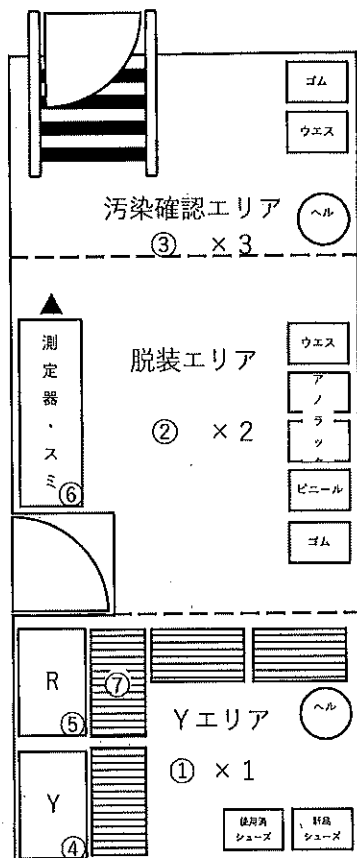 ゴム
ウエス
汚染確認エリア
ヘル
③ ×3
脱装エリア
② ×2
測定器・スミ
⑥
ウエス
アノラック
ビニール
ゴム
R
⑤
⑦
Yエリア
ヘル
① ×1
Y
④
使用済
シューズ
新品
シューズ